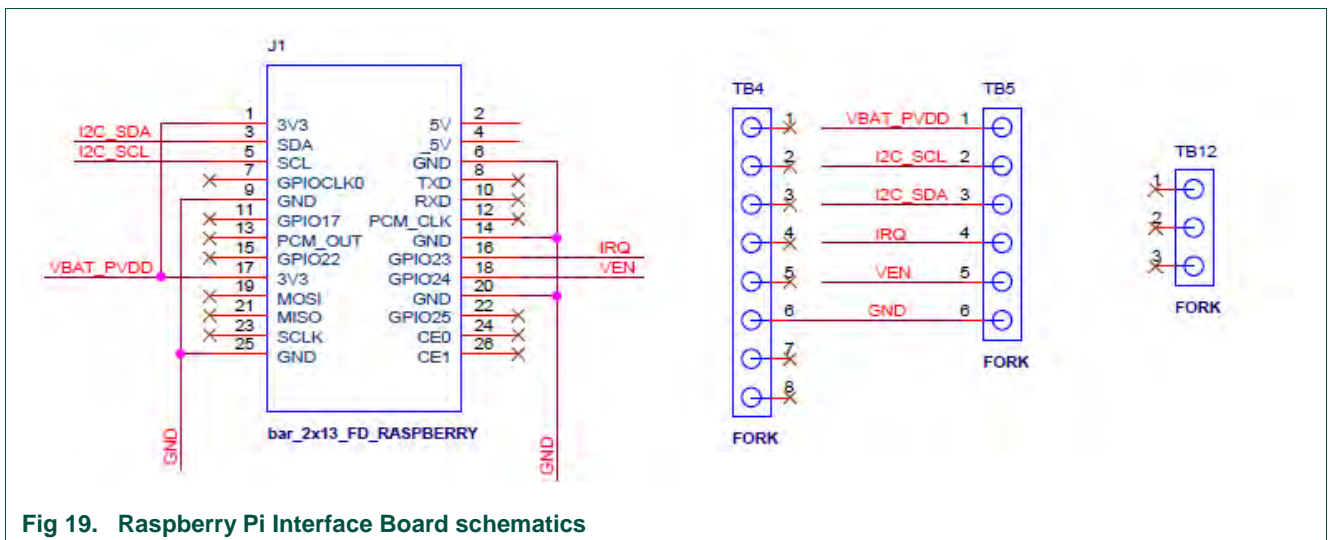 J1
1 3V3 5V 2
I2C_SDA 3 SDA _5V 4
I2C_SCL 5 SCL GND 6
7 GPIOCLK0 TXD 8
9 GND RXD 10
11 GPIO17 PCM_CLK 12
13 PCM_OUT GND 14
15 GPIO22 GPIO23 16 IRQ
VBAT_PVDD 17 3V3 GPIO24 18 VEN
19 MOSI GND 20
21 MISO GPIO25 22
23 SCLK CE0 24
25 GND CE1 26
GND
GND
bar_2x13_FD_RASPBERRY
TB4
1
2
3
4
5
6
7
8
FORK
TB5
VBAT_PVDD 1
I2C_SCL 2
I2C_SDA 3
IRQ 4
VEN 5
GND 6
FORK
TB12
1
2
3
FORK
Fig 19. Raspberry Pi Interface Board schematics